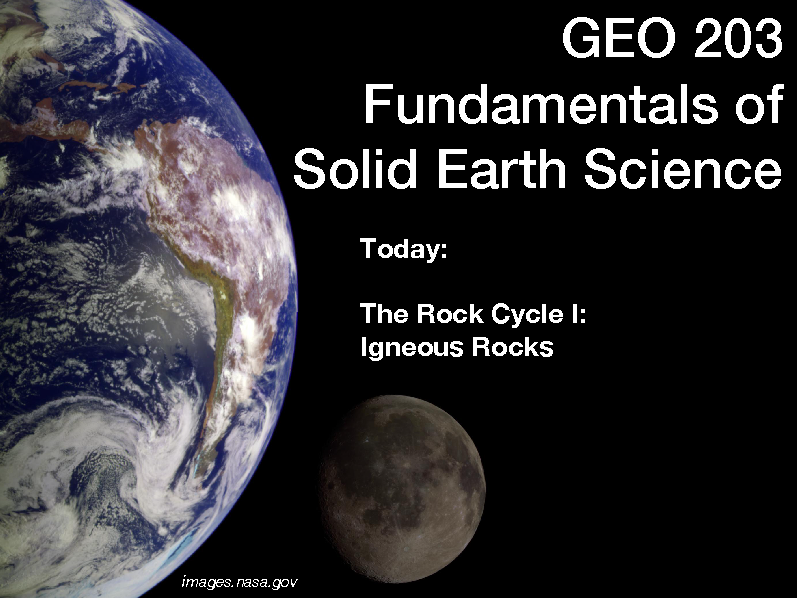 GEO 203
Fundamentals of
Solid Earth Science
Today:
The Rock Cycle I:
Igneous Rocks
images.nasa.gov